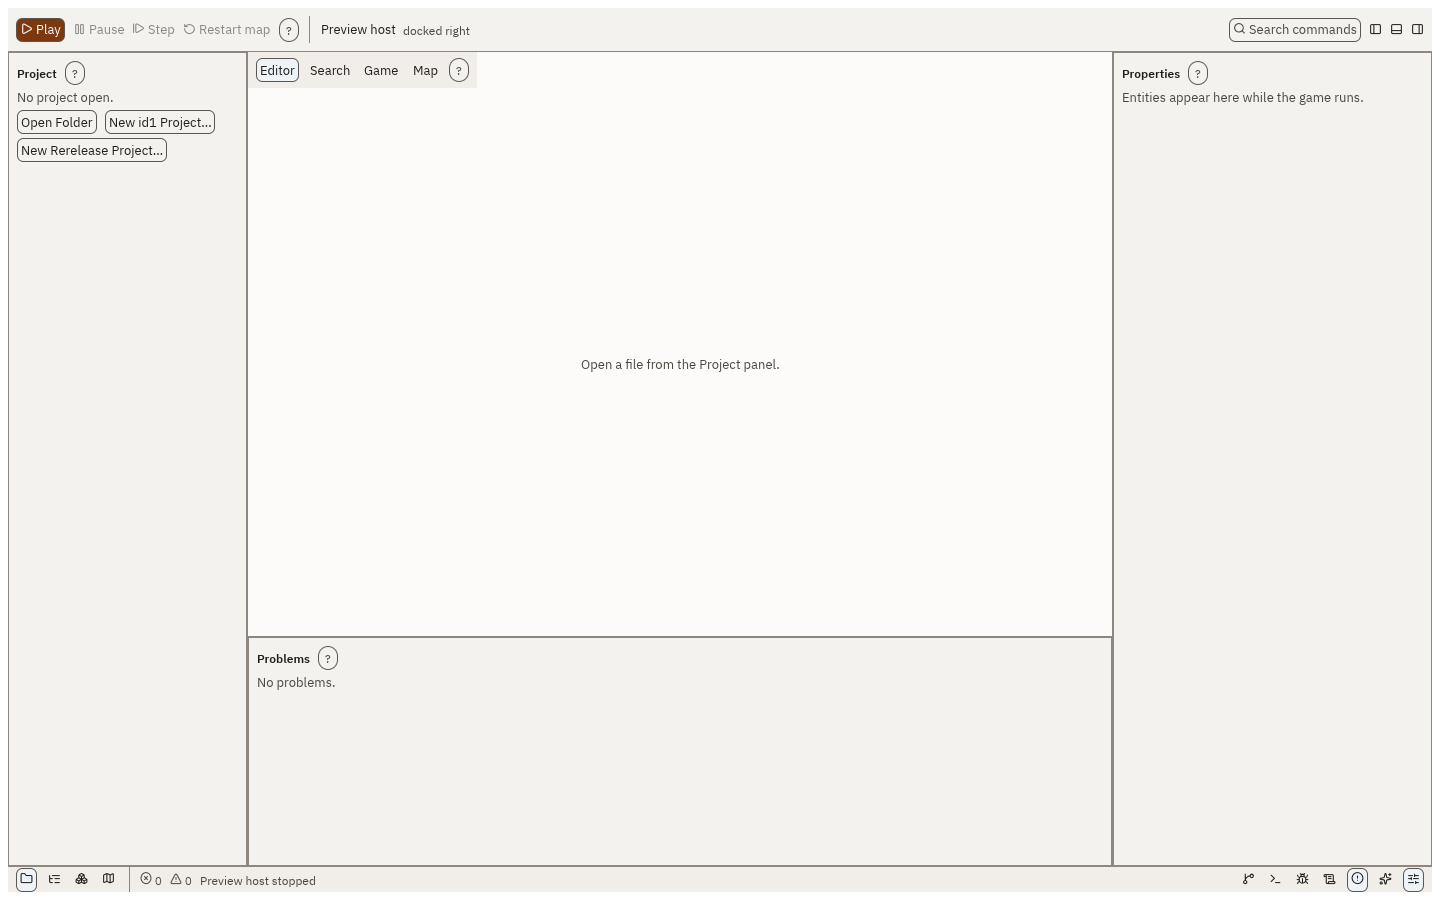 Play Pause Step Restart map ? Preview host docked right Search commands
Project ?
No project open.
Open Folder New id1 Project...
New Rerelease Project...
Editor Search Game Map ?
Open a file from the Project panel.
Problems ?
No problems.
Properties ?
Entities appear here while the game runs.
0 0 Preview host stopped